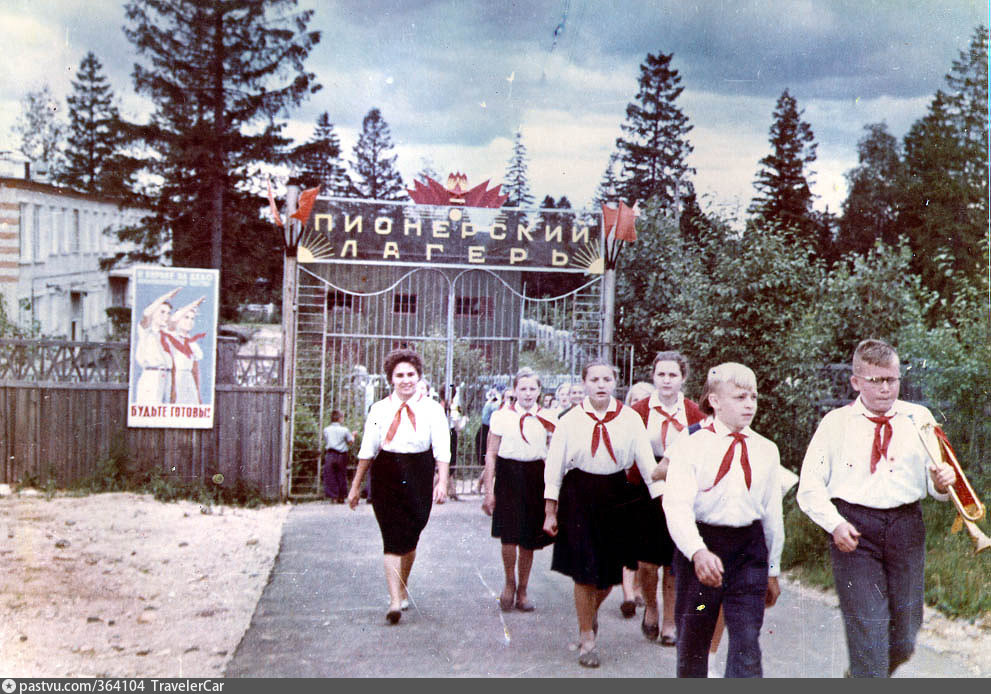 ПИОНЕРСКИЙ
ЛАГЕРЬ
БУДЬТЕ ГОТОВЫ!
pastvu.com/364104 TravelerCar